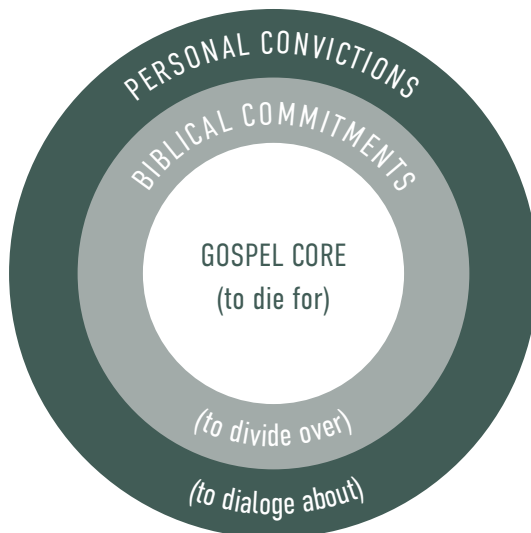 PERSONAL CONVICTIONS
BIBLICAL COMMITMENTS
GOSPEL CORE
(to die for)
(to divide over)
(to dialoge about)